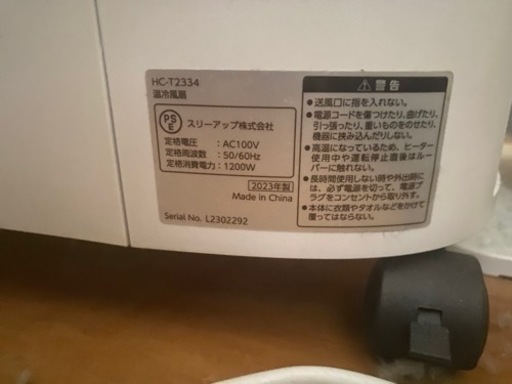 HC-T2334
温冷風扇
PS
E
スリーアップ株式会社
定格電圧 : AC100V
定格周波数 : 50/60Hz
定格消費電力 : 1200W
2023年製
Made in China
Serial No. L2302292
警告
●送風口に指を入れない。
●電源コードを傷つけたり、曲げたり、
引っ張ったり、重いものをのせたり、
機器に挟み込んだりしない。
●高温になっているため、ヒーター
使用中や運転停止直後はルー
バーに触れない。
●長時間使用しない時や外出時に
は、必ず電源を切って、電源プ
ラグをコンセントから取り外す。
●本体に衣類やタオルなどをかけて
覆ってはならない。